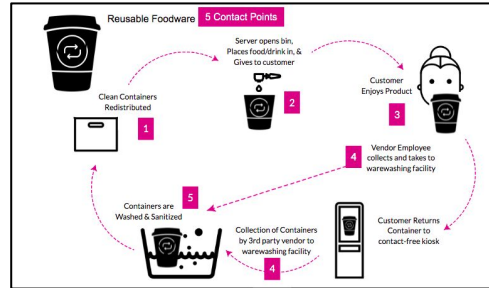 Reusable Foodware 5 Contact Points
Server opens bin,
Places food/drink in, &
Gives to customer
2
Clean Containers
Redistributed
1
Customer
Enjoys Product
3
4
Vendor Employee
collects and takes to
warewashing facility
5
Containers are
Washed & Sanitized
Collection of Containers
by 3rd party vendor to
warewashing facility
4
Customer Returns
Container to
contact-free kiosk